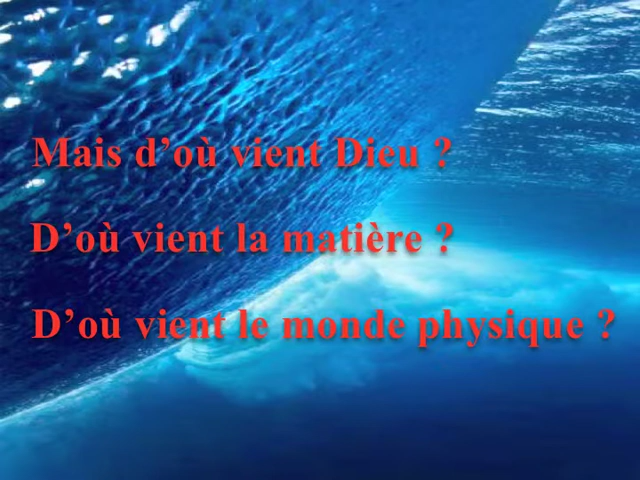 Mais d’où vient Dieu ?
D’où vient la matière ?
D’où vient le monde physique ?